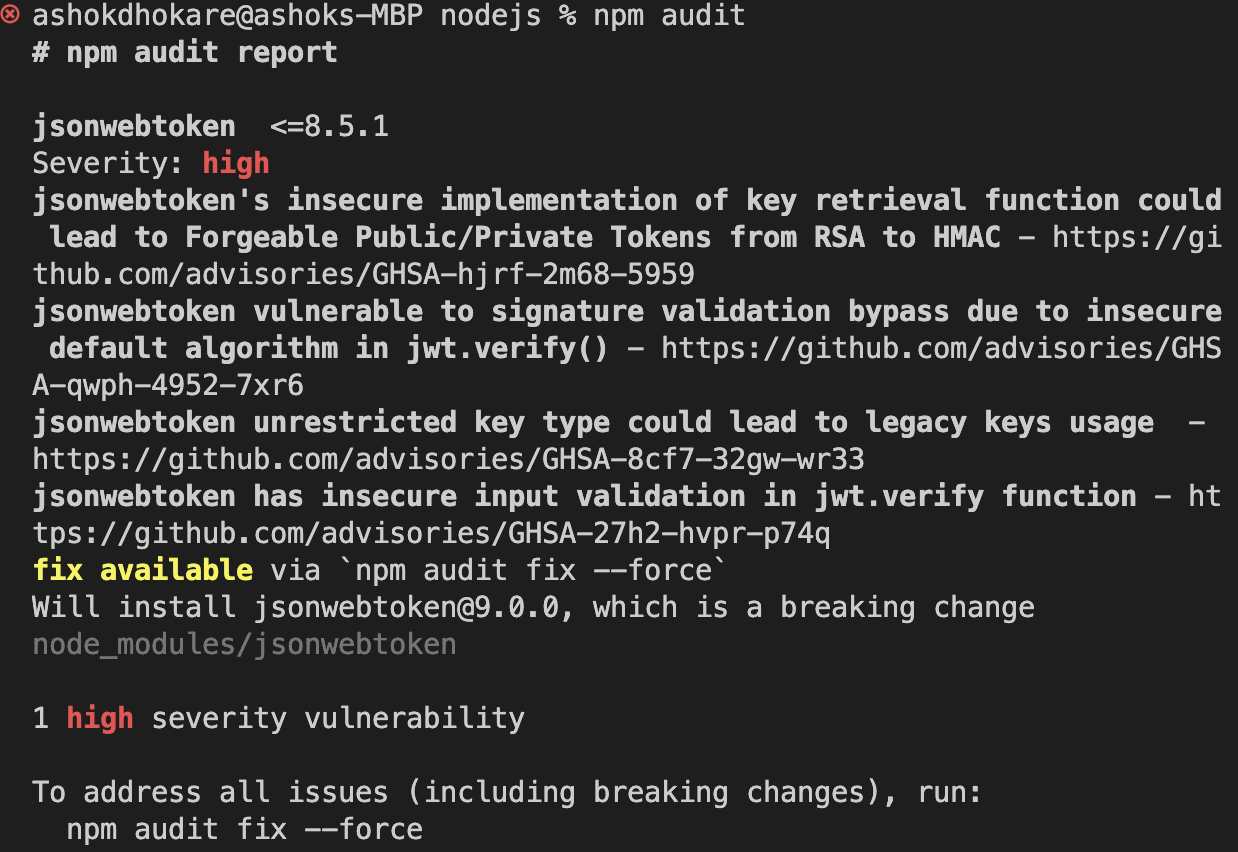 ashokdhokare@ashoks-MBP nodejs % npm audit
# npm audit report
jsonwebtoken  <=8.5.1
Severity: high
jsonwebtoken's insecure implementation of key retrieval function could
 lead to Forgeable Public/Private Tokens from RSA to HMAC – https://gi
thub.com/advisories/GHSA-hjrf-2m68-5959
jsonwebtoken vulnerable to signature validation bypass due to insecure
 default algorithm in jwt.verify() – https://github.com/advisories/GHS
A-qwph-4952-7xr6
jsonwebtoken unrestricted key type could lead to legacy keys usage  –
https://github.com/advisories/GHSA-8cf7-32gw-wr33
jsonwebtoken has insecure input validation in jwt.verify function – ht
tps://github.com/advisories/GHSA-27h2-hvpr-p74q
fix available via `npm audit fix --force`
Will install jsonwebtoken@9.0.0, which is a breaking change
node_modules/jsonwebtoken
1 high severity vulnerability
To address all issues (including breaking changes), run:
  npm audit fix --force